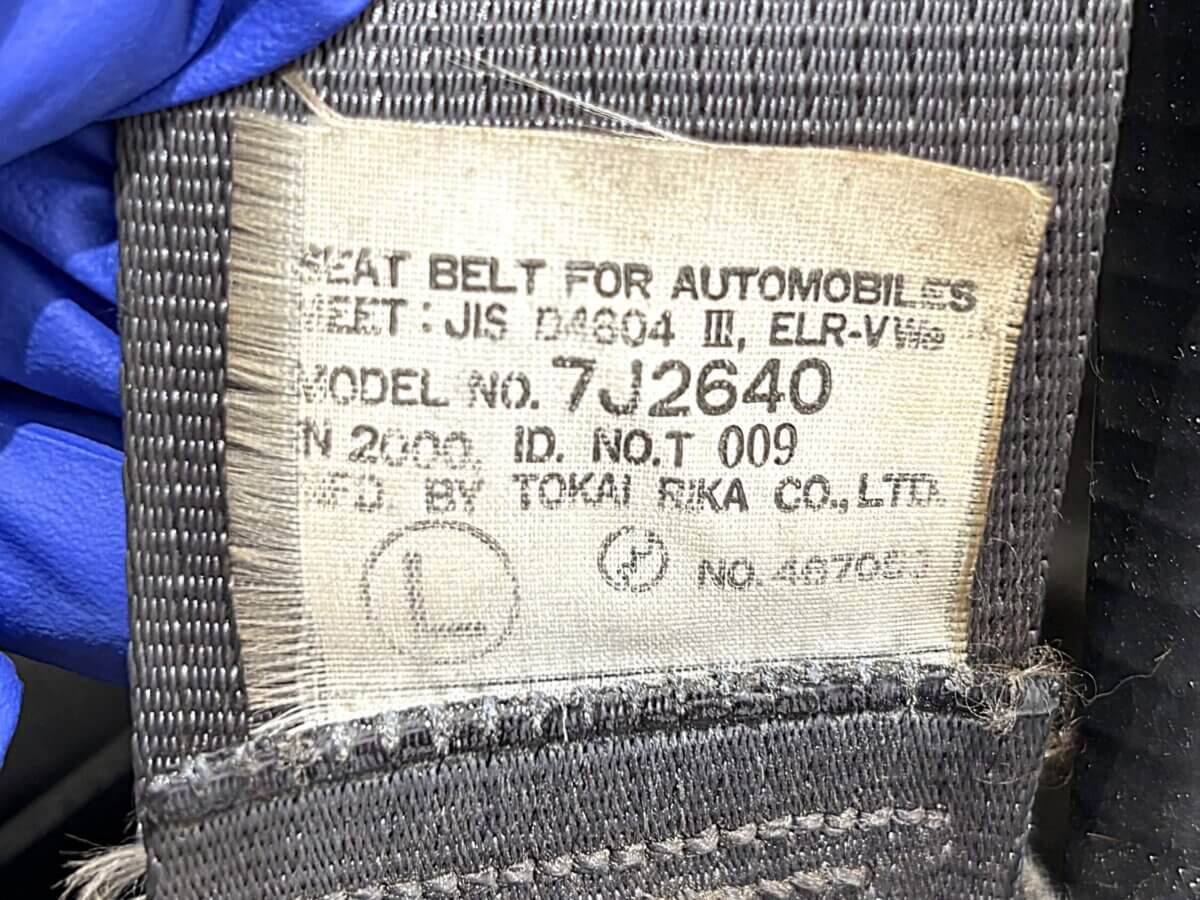 SEAT BELT FOR AUTOMOBILES
MEET: JIS D4604 III, ELR-VWe
MODEL NO. 7J2640
IN 2000. ID. NO.T 009
MFD. BY TOKAI RIKA CO., LTD.
L
NO.